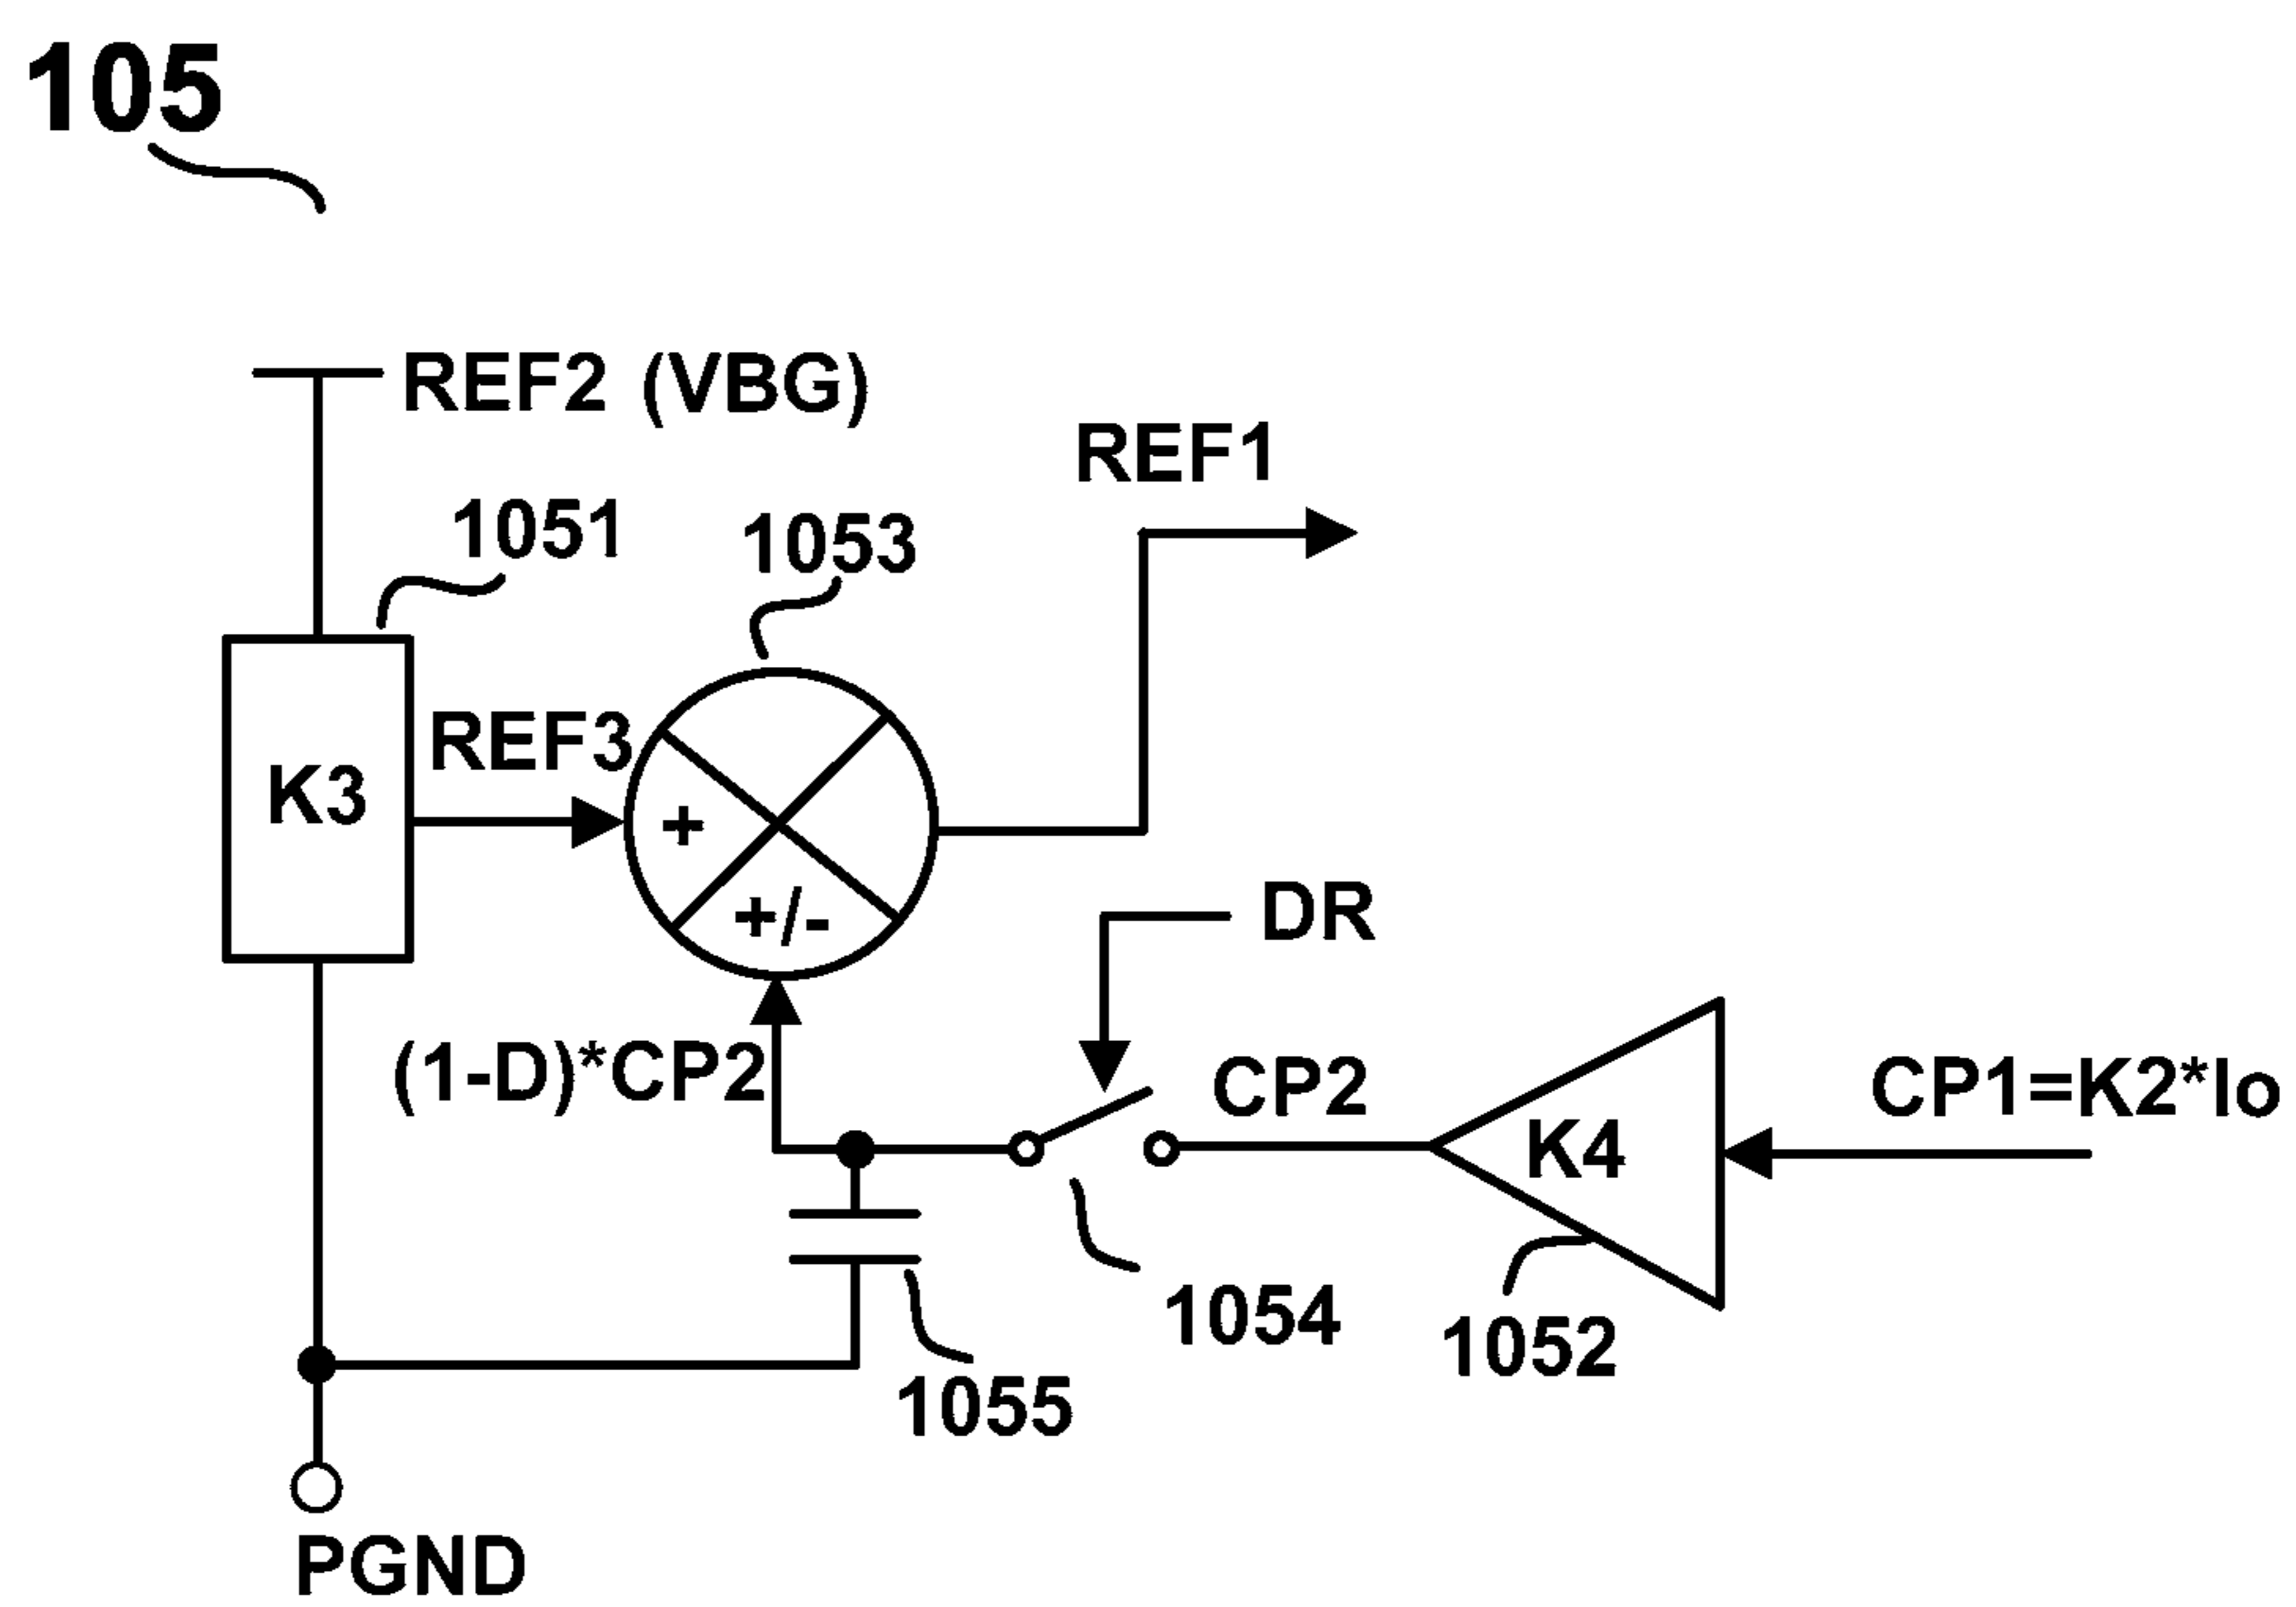 105
REF2 (VBG)
REF1
1051
1053
REF3
K3
+
+/-
DR
(1-D)*CP2
CP2
CP1=K2*Io
K4
1054
1052
1055
PGND